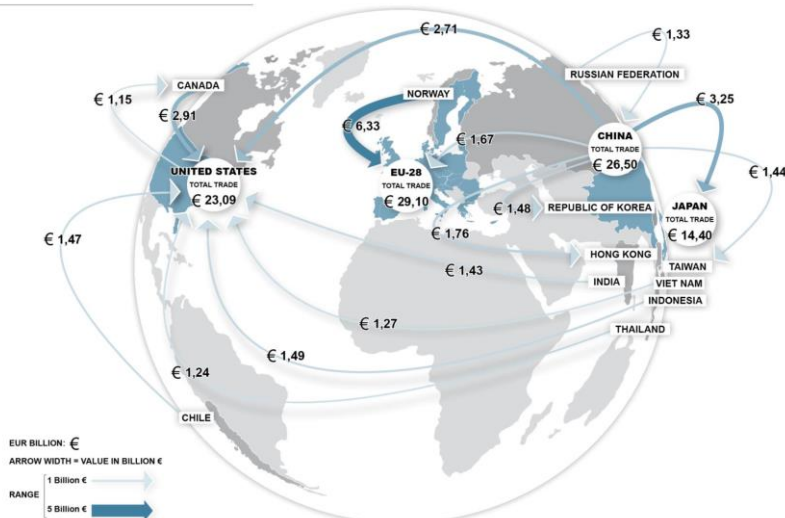 € 2,71
€ 1,33
RUSSIAN FEDERATION
CANADA
NORWAY
€ 1,15
€ 3,25
€ 2,91
€ 6,33
€ 1,67
CHINA
TOTAL TRADE
€ 26,50
UNITED STATES
TOTAL TRADE
€ 23,09
EU-28
TOTAL TRADE
€ 29,10
€ 1,44
€ 1,48
REPUBLIC OF KOREA
JAPAN
TOTAL TRADE
€ 14,40
€ 1,47
€ 1,76
HONG KONG
TAIWAN
€ 1,43
INDIA
VIET NAM
INDONESIA
€ 1,27
THAILAND
€ 1,49
€ 1,24
CHILE
EUR BILLION: €
ARROW WIDTH = VALUE IN BILLION €
RANGE
1 Billion €
5 Billion €